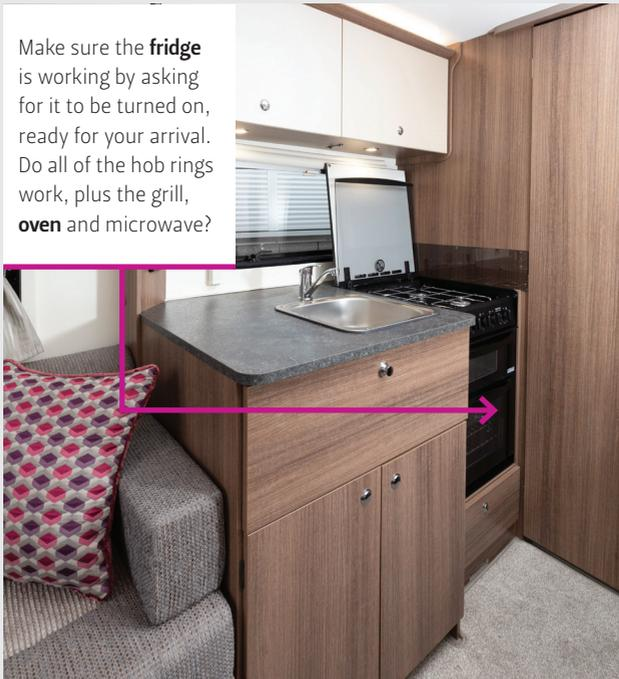 Make sure the fridge
is working by asking
for it to be turned on,
ready for your arrival.
Do all of the hob rings
work, plus the grill,
oven and microwave?